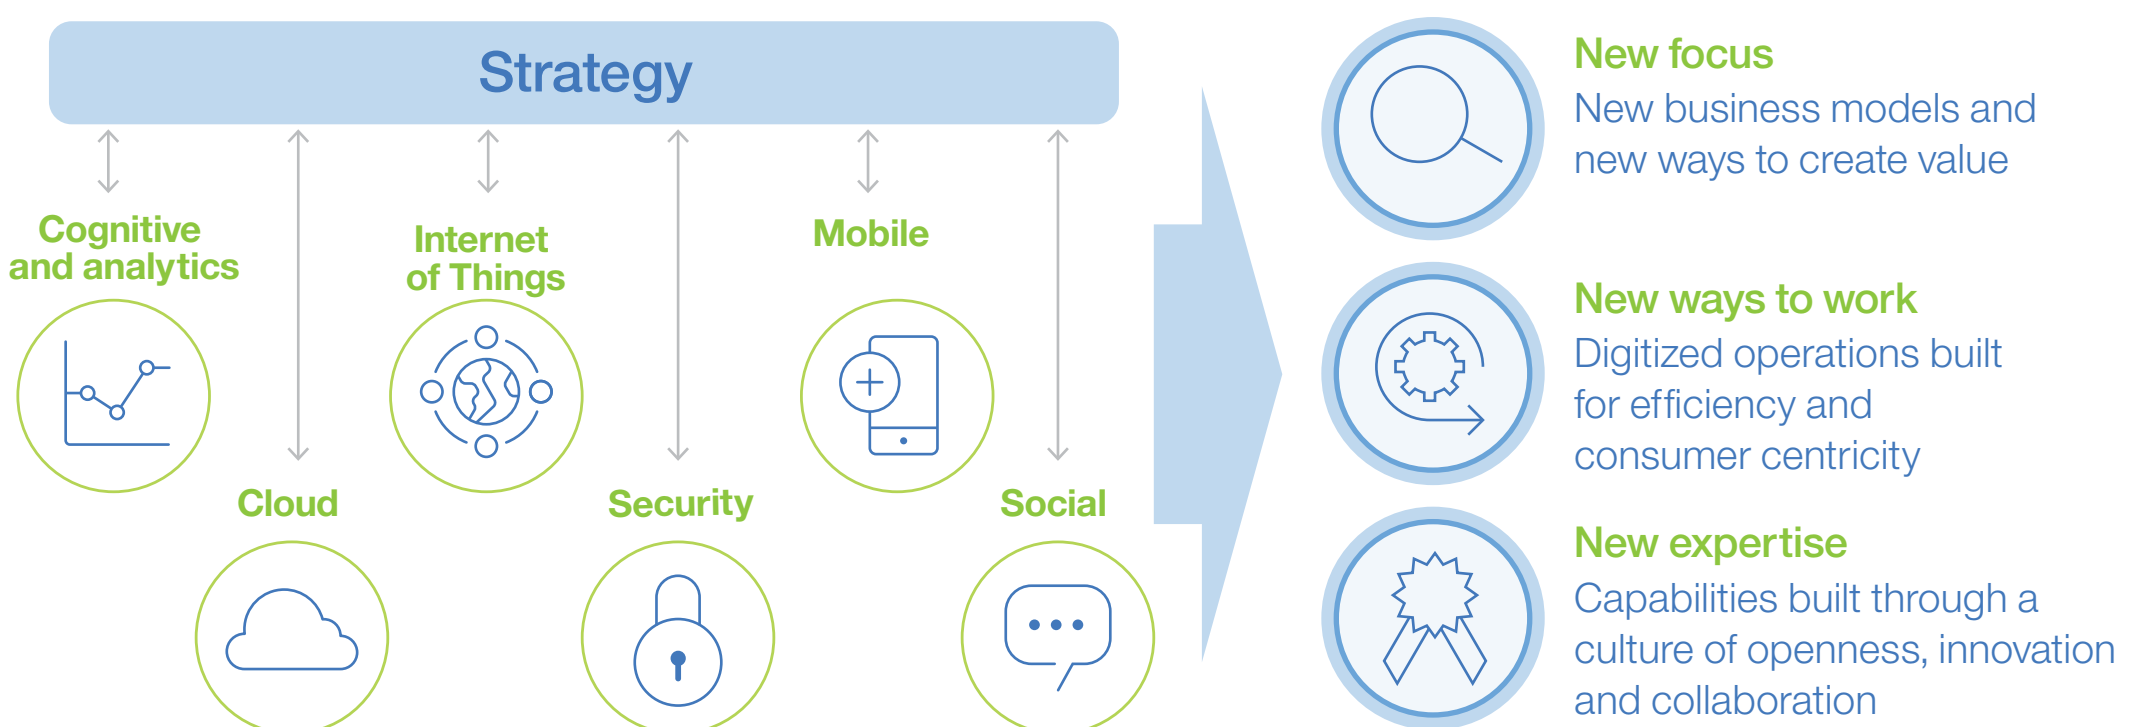 Strategy
Cognitive
and analytics
Internet
of Things
Mobile
Cloud
Security
Social
New focus
New business models and
new ways to create value
New ways to work
Digitized operations built
for efficiency and
consumer centricity
New expertise
Capabilities built through a
culture of openness, innovation
and collaboration